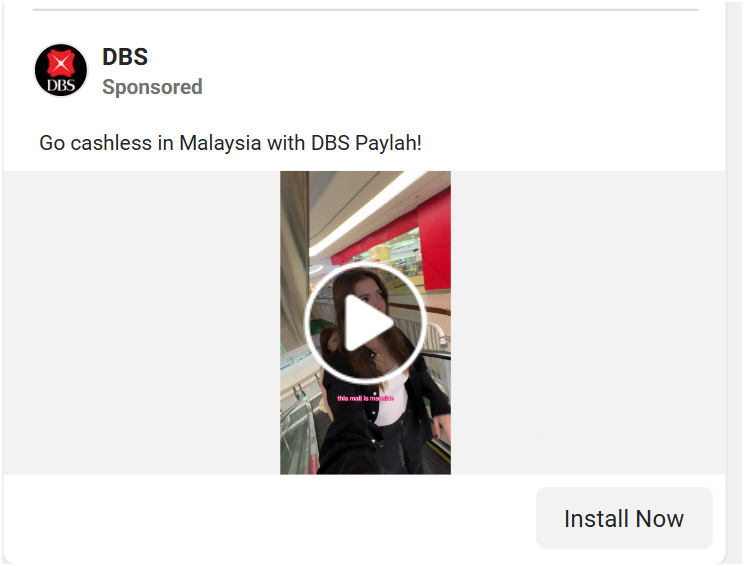 DBS
DBS
Sponsored
Go cashless in Malaysia with DBS Paylah!
this mall is massive
Install Now